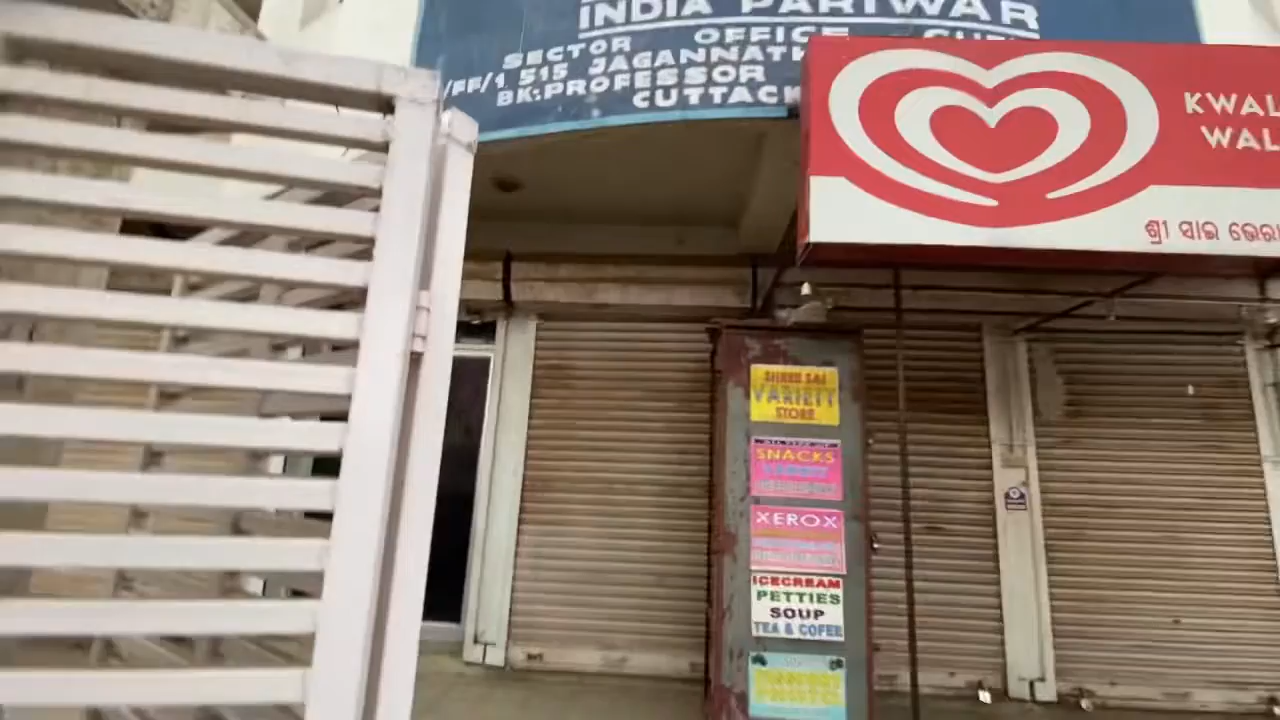 INDIA PARIWAR
SECTOR OFFICE
/FF/1 515 JAGANNATH
BK:PROFESSOR
CUTTACK
KWAL
WAL
ଶ୍ରୀ ସାଇ ଭେରା
SHREE SAI
VARIETY
STORE
SNACKS
XEROX
ICECREAM
PETTIES
SOUP
TEA & COFEE